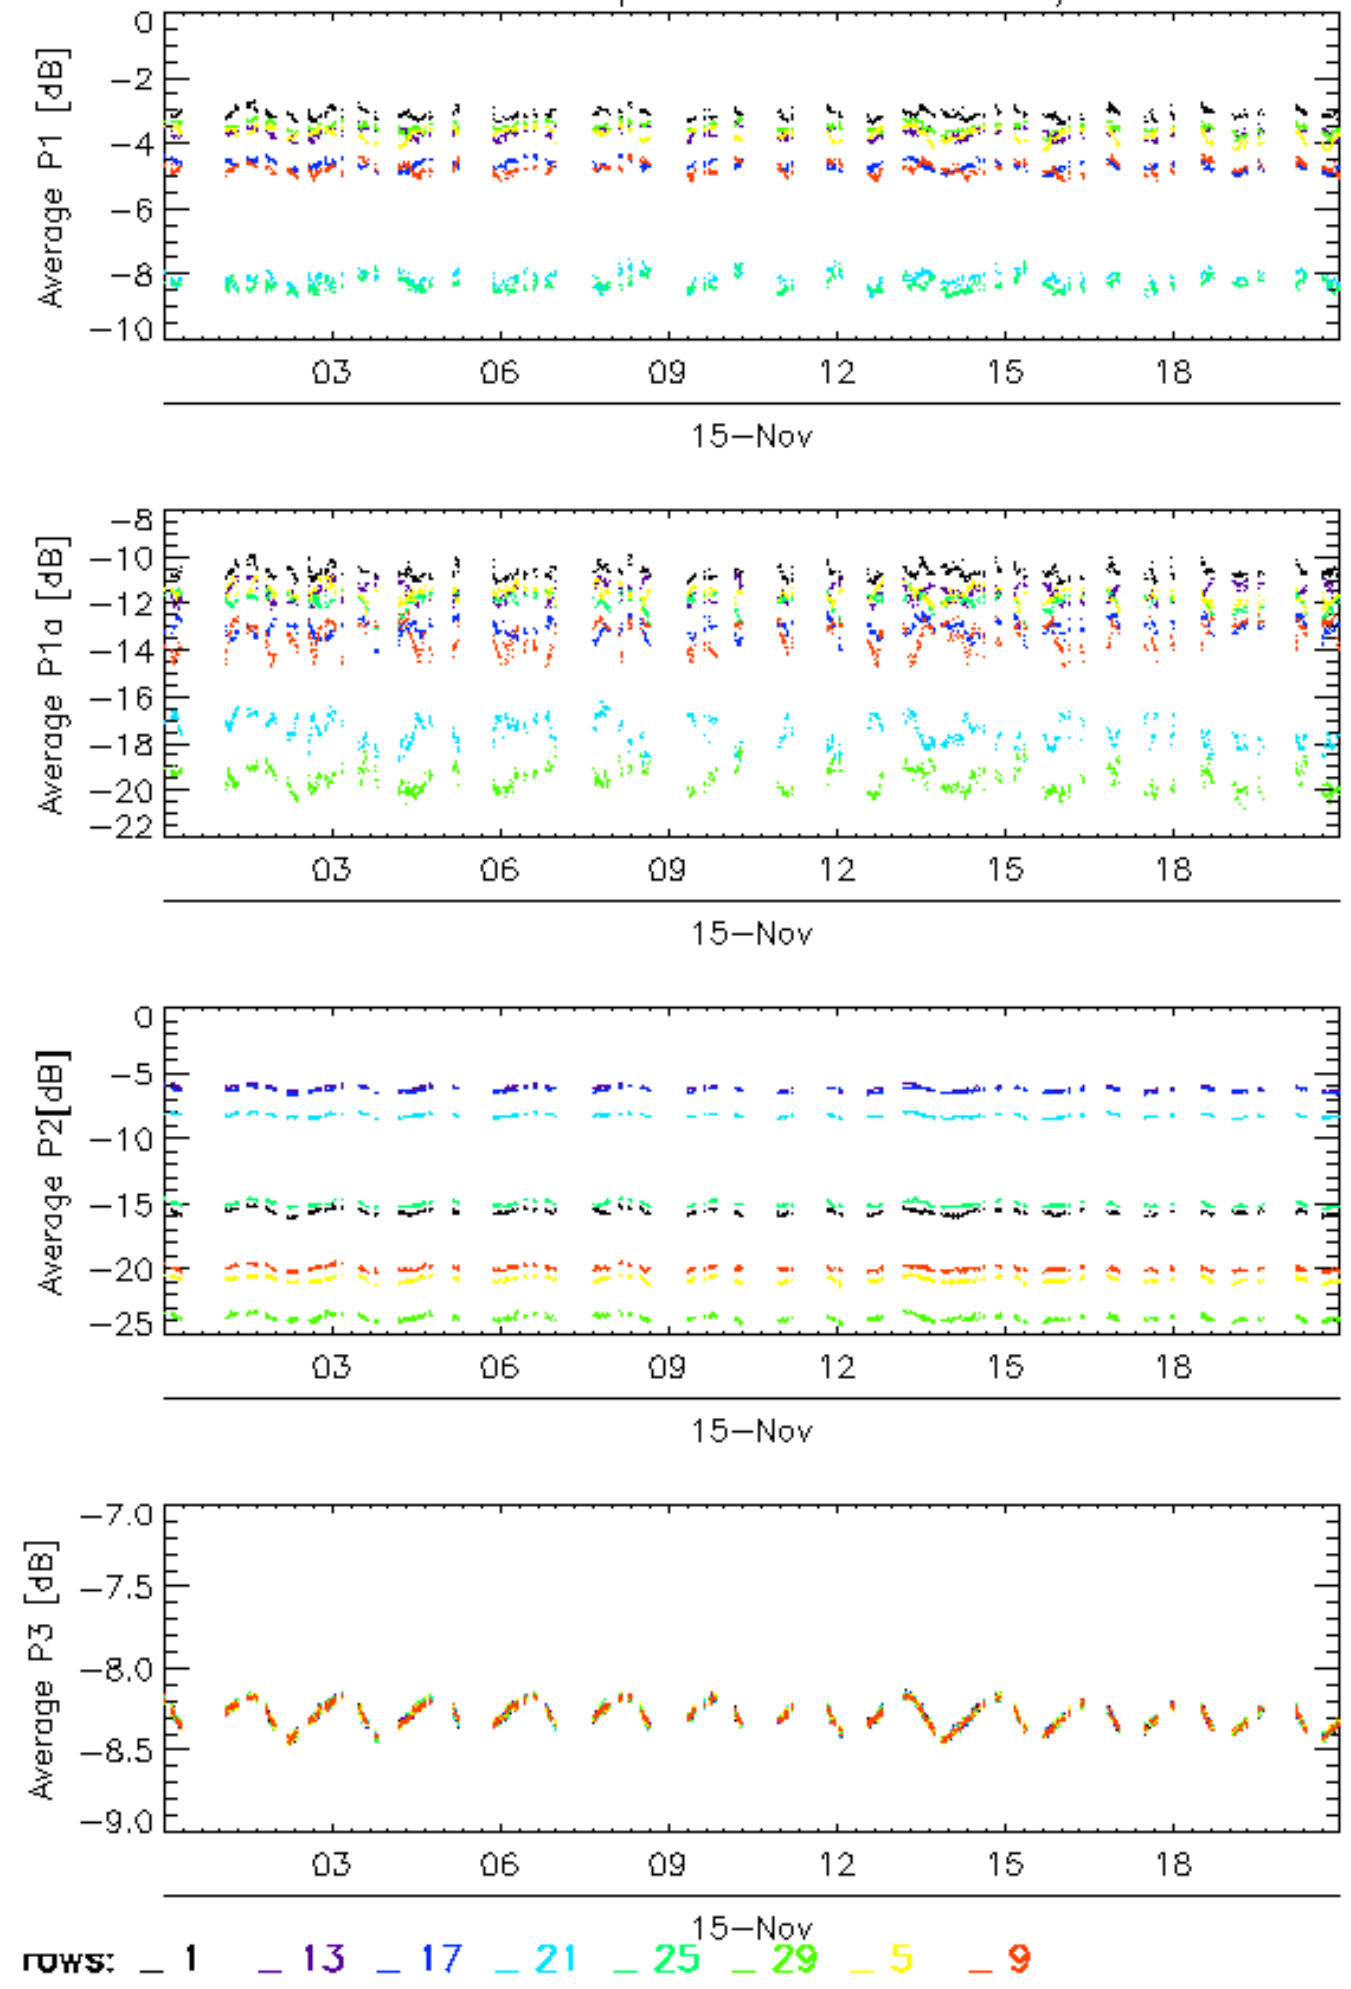 Average P1 [dB]
0
−2
−4
−6
−8
−10
03 06 09 12 15 18
15−Nov
Average P1a [dB]
−8
−10
−12
−14
−16
−18
−20
−22
03 06 09 12 15 18
15−Nov
Average P2[dB]
0
−5
−10
−15
−20
−25
03 06 09 12 15 18
15−Nov
Average P3 [dB]
−7.0
−7.5
−8.0
−8.5
−9.0
03 06 09 12 15 18
15−Nov
rows: _ 1 _ 13 _ 17 _ 21 _ 25 _ 29 _ 5 _ 9